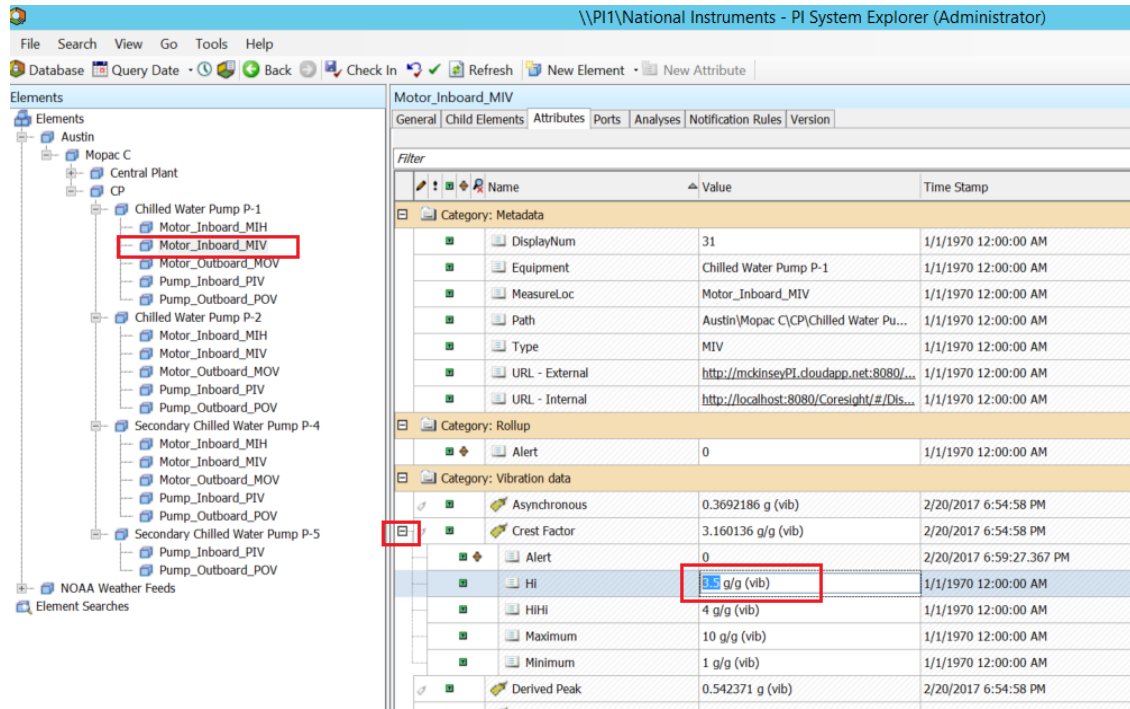 \\PI1\National Instruments - PI System Explorer (Administrator)
File Search View Go Tools Help
Database Query Date Back Check In Refresh New Element New Attribute
Elements
Elements
Austin
Mopac C
Central Plant
CP
Chilled Water Pump P-1
Motor_Inboard_MIH
Motor_Inboard_MIV
Motor_Outboard_MOV
Pump_Inboard_PIV
Pump_Outboard_POV
Chilled Water Pump P-2
Motor_Inboard_MIH
Motor_Inboard_MIV
Motor_Outboard_MOV
Pump_Inboard_PIV
Pump_Outboard_POV
Secondary Chilled Water Pump P-4
Motor_Inboard_MIH
Motor_Inboard_MIV
Motor_Outboard_MOV
Pump_Inboard_PIV
Pump_Outboard_POV
Secondary Chilled Water Pump P-5
Pump_Inboard_PIV
Pump_Outboard_POV
NOAA Weather Feeds
Element Searches
Motor_Inboard_MIV
General Child Elements Attributes Ports Analyses Notification Rules Version
Filter
Name Value Time Stamp
Category: Metadata
DisplayNum 31 1/1/1970 12:00:00 AM
Equipment Chilled Water Pump P-1 1/1/1970 12:00:00 AM
MeasureLoc Motor_Inboard_MIV 1/1/1970 12:00:00 AM
Path Austin\Mopac C\CP\Chilled Water Pu... 1/1/1970 12:00:00 AM
Type MIV 1/1/1970 12:00:00 AM
URL - External http://mckinseyPI.cloudapp.net:8080/... 1/1/1970 12:00:00 AM
URL - Internal http://localhost:8080/Coresight/#/Dis... 1/1/1970 12:00:00 AM
Category: Rollup
Alert 0 1/1/1970 12:00:00 AM
Category: Vibration data
Asynchronous 0.3692186 g (vib) 2/20/2017 6:54:58 PM
Crest Factor 3.160136 g/g (vib) 2/20/2017 6:54:58 PM
Alert 0 2/20/2017 6:59:27.367 PM
Hi 3.5 g/g (vib) 1/1/1970 12:00:00 AM
HiHi 4 g/g (vib) 1/1/1970 12:00:00 AM
Maximum 10 g/g (vib) 1/1/1970 12:00:00 AM
Minimum 1 g/g (vib) 1/1/1970 12:00:00 AM
Derived Peak 0.542371 g (vib) 2/20/2017 6:54:58 PM